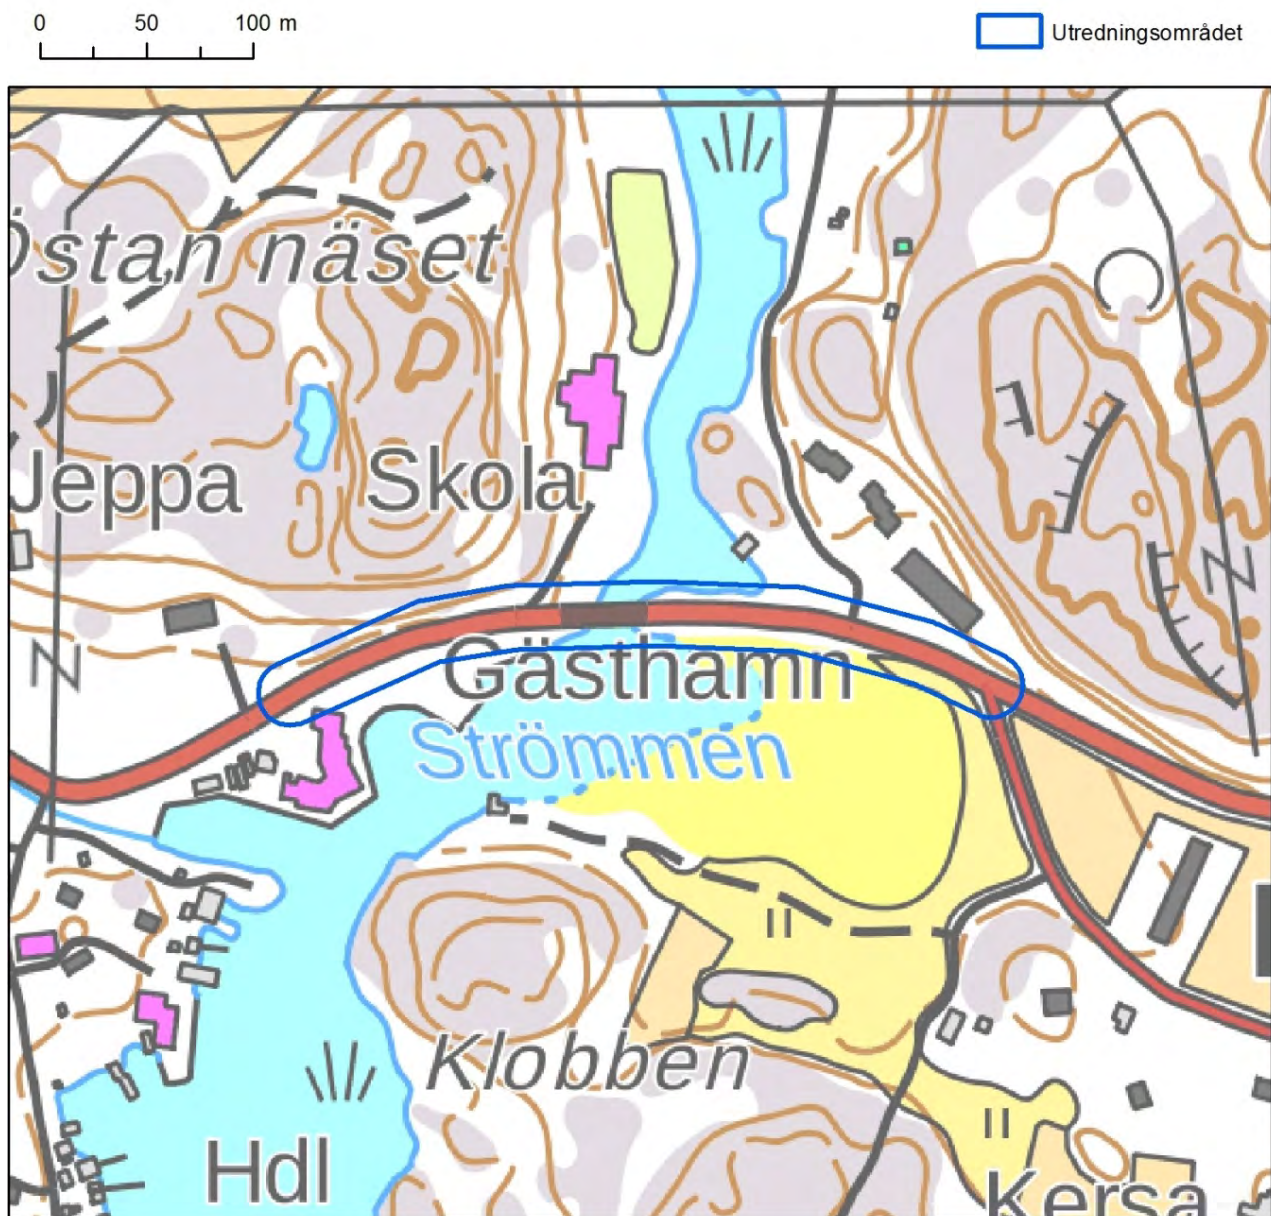 0 50 100 m
Utredningsområdet
Östan näset
Jeppa
Skola
Gästhamn
Strömmen
Klobben
Hdl
Kersa